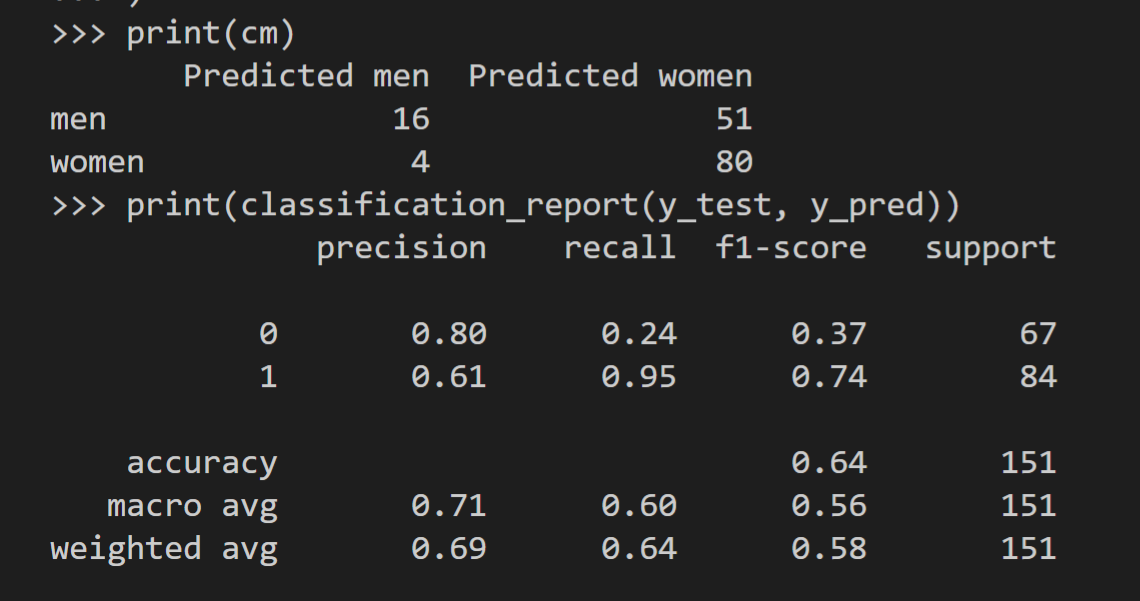 >>> print(cm)
Predicted men Predicted women
men 16 51
women 4 80
>>> print(classification_report(y_test, y_pred))
precision recall f1-score support
0 0.80 0.24 0.37 67
1 0.61 0.95 0.74 84
accuracy 0.64 151
macro avg 0.71 0.60 0.56 151
weighted avg 0.69 0.64 0.58 151